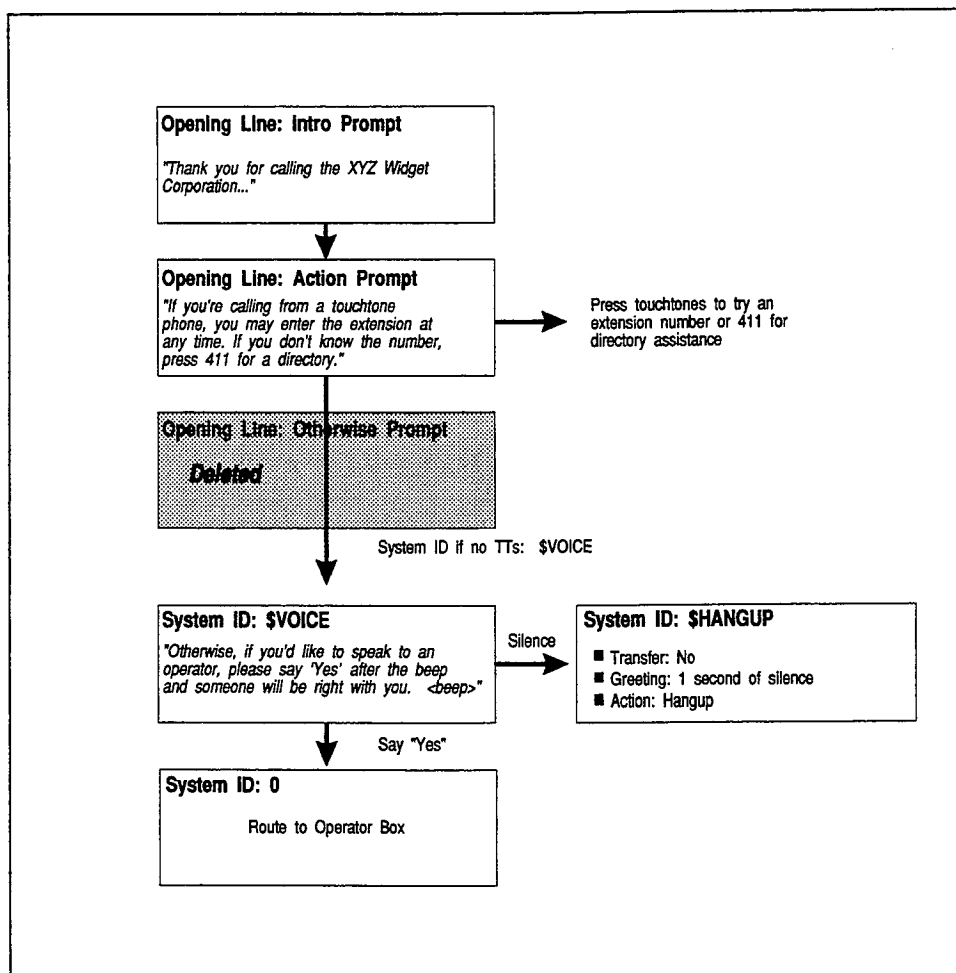 Opening Line: Intro Prompt
"Thank you for calling the XYZ Widget
Corporation..."
Opening Line: Action Prompt
"If you're calling from a touchtone
phone, you may enter the extension at
any time. If you don't know the number,
press 411 for a directory."
Press touchtones to try an
extension number or 411 for
directory assistance
Opening Line: Otherwise Prompt
Deleted
System ID if no TTs: $VOICE
System ID: $VOICE
"Otherwise, if you'd like to speak to an
operator, please say 'Yes' after the beep
and someone will be right with you. <beep>"
Silence
System ID: $HANGUP
■ Transfer: No
■ Greeting: 1 second of silence
■ Action: Hangup
Say "Yes"
System ID: 0
Route to Operator Box